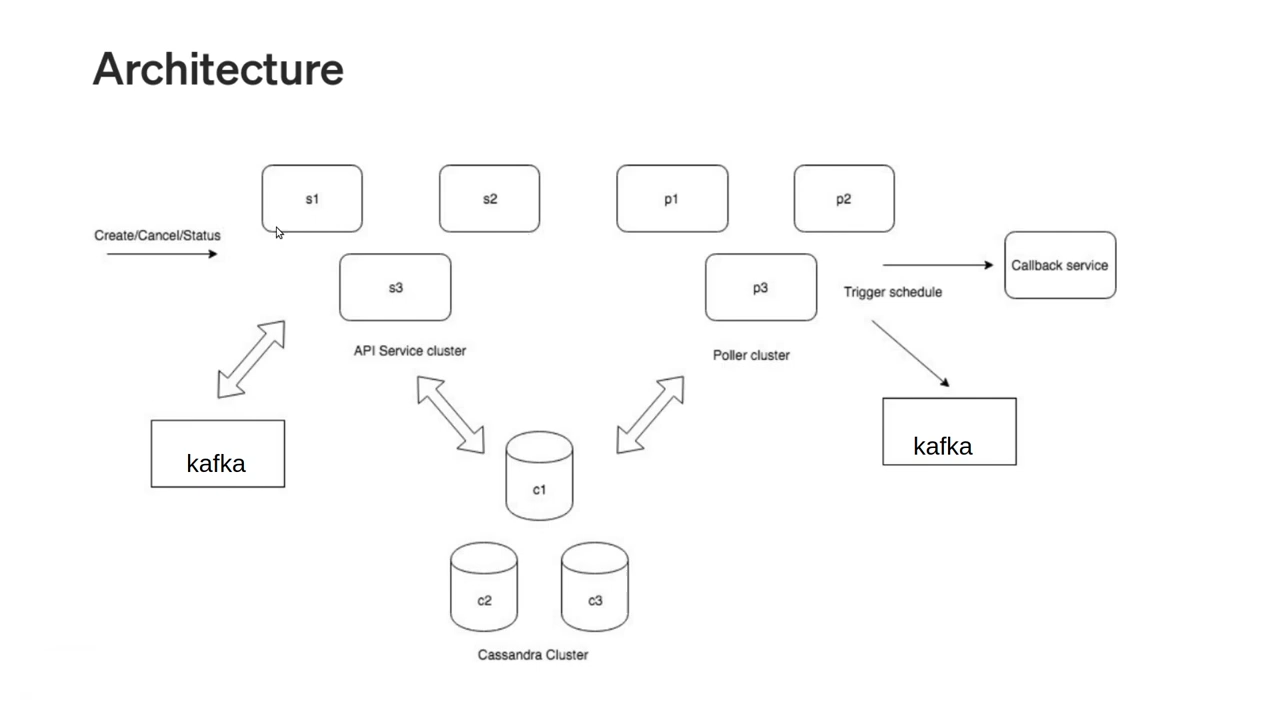 Architecture
s1
s2
p1
p2
Create/Cancel/Status
s3
p3
Callback service
Trigger schedule
API Service cluster
Poller cluster
kafka
kafka
c1
c2
c3
Cassandra Cluster